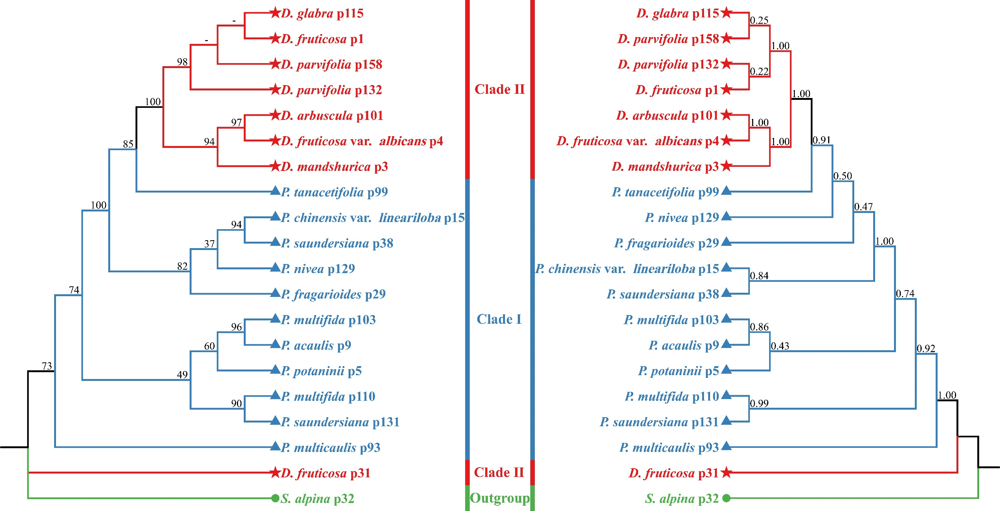 D. glabra p115
-
D. fruticosa p1
-
D. parvifolia p158
98
D. parvifolia p132
100
D. arbuscula p101
97
D. fruticosa var. albicans p4
94
85
D. mandshurica p3
P. tanacetifolia p99
100
P. chinensis var. lineariloba p15
94
P. saundersiana p38
37
P. nivea p129
82
P. fragarioides p29
74
P. multifida p103
96
P. acaulis p9
60
P. potaninii p5
49
73
P. multifida p110
90
P. saundersiana p131
P. multicaulis p93
D. fruticosa p31
S. alpina p32
Clade II
Clade I
Clade II
Outgroup
D. glabra p115
0.25
D. parvifolia p158
1.00
D. parvifolia p132
0.22
D. fruticosa p1
1.00
D. arbuscula p101
1.00
D. fruticosa var. albicans p4
1.00
0.91
D. mandshurica p3
0.50
P. tanacetifolia p99
0.47
P. nivea p129
P. fragarioides p29
1.00
P. chinensis var. lineariloba p15
0.84
P. saundersiana p38
0.74
P. multifida p103
0.86
P. acaulis p9
0.43
0.92
P. potaninii p5
P. multifida p110
1.00
0.99
P. saundersiana p131
P. multicaulis p93
D. fruticosa p31
S. alpina p32